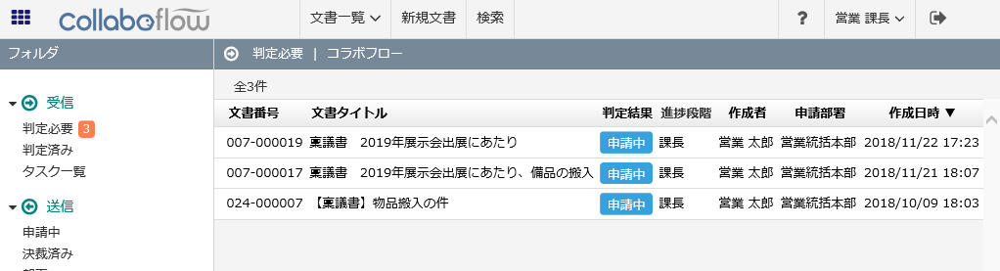 collaboflow 文書一覧 新規文書 検索 ? 営業 課長
フォルダ 判定必要 | コラボフロー
全3件
受信
判定必要 3
判定済み
タスク一覧
送信
申請中
決裁済み
文書番号 文書タイトル 判定結果 進捗段階 作成者 申請部署 作成日時 ▼
007-000019 稟議書 2019年展示会出展にあたり 申請中 課長 営業 太郎 営業統括本部 2018/11/22 17:23
007-000017 稟議書 2019年展示会出展にあたり、備品の搬入 申請中 課長 営業 太郎 営業統括本部 2018/11/21 18:07
024-000007 【稟議書】物品搬入の件 申請中 課長 営業 太郎 営業統括本部 2018/10/09 18:03